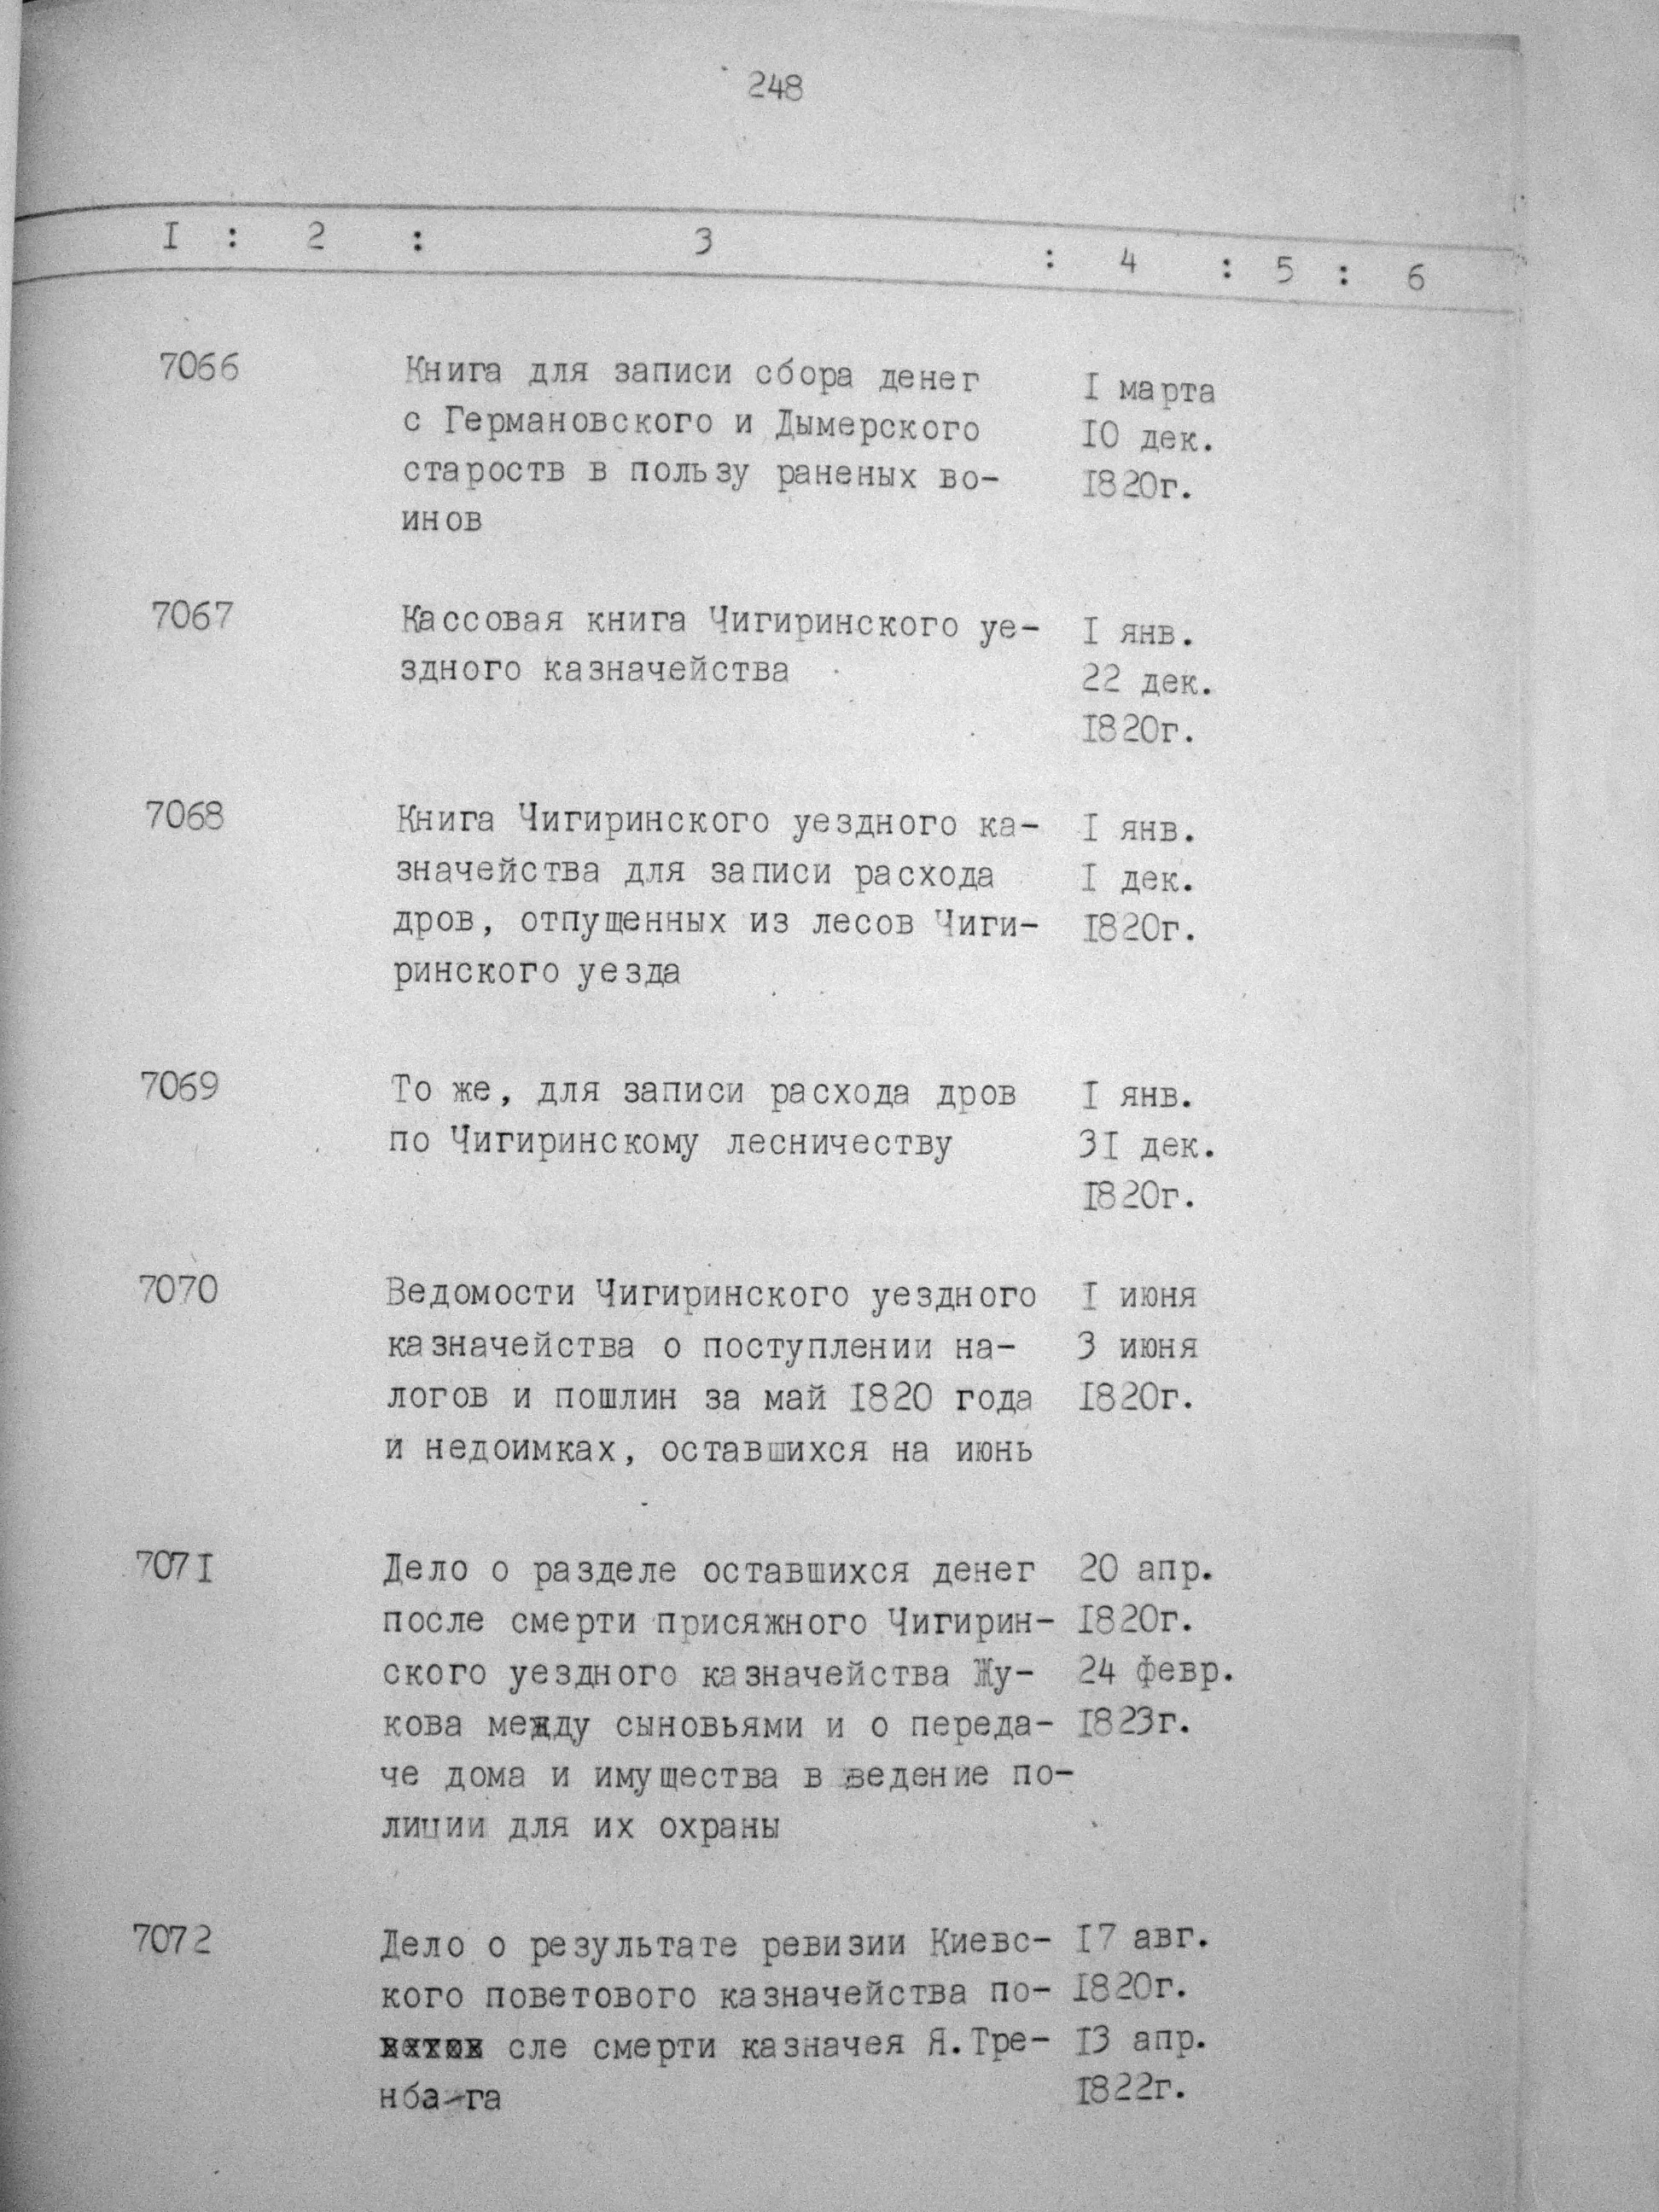 248
I : 2 : 3 : 4 : 5 : 6
7066 Книга для записи сбора денег I марта
с Германовского и Дымерского IO дек.
староств в пользу раненых во- I820г.
инов
7067 Кассовая книга Чигиринского уе- I янв.
здного казначейства 22 дек.
I820г.
7068 Книга Чигиринского уездного ка- I янв.
значейства для записи расхода I дек.
дров, отпущенных из лесов Чиги- I820г.
ринского уезда
7069 То же, для записи расхода дров I янв.
по Чигиринскому лесничеству 3I дек.
I820г.
7070 Ведомости Чигиринского уездного I июня
казначейства о поступлении на- 3 июня
логов и пошлин за май I820 года I820г.
и недоимках, оставшихся на июнь
707I Дело о разделе оставшихся денег 20 апр.
после смерти присяжного Чигирин- I820г.
ского уездного казначейства Жу- 24 февр.
кова между сыновьями и о переда- I823г.
че дома и имущества в ведение по-
лиции для их охраны
7072 Дело о результате ревизии Киевс- I7 авг.
кого поветового казначейства по- I820г.
сле смерти казначея Я.Тре- I3 апр.
нба-га I822г.